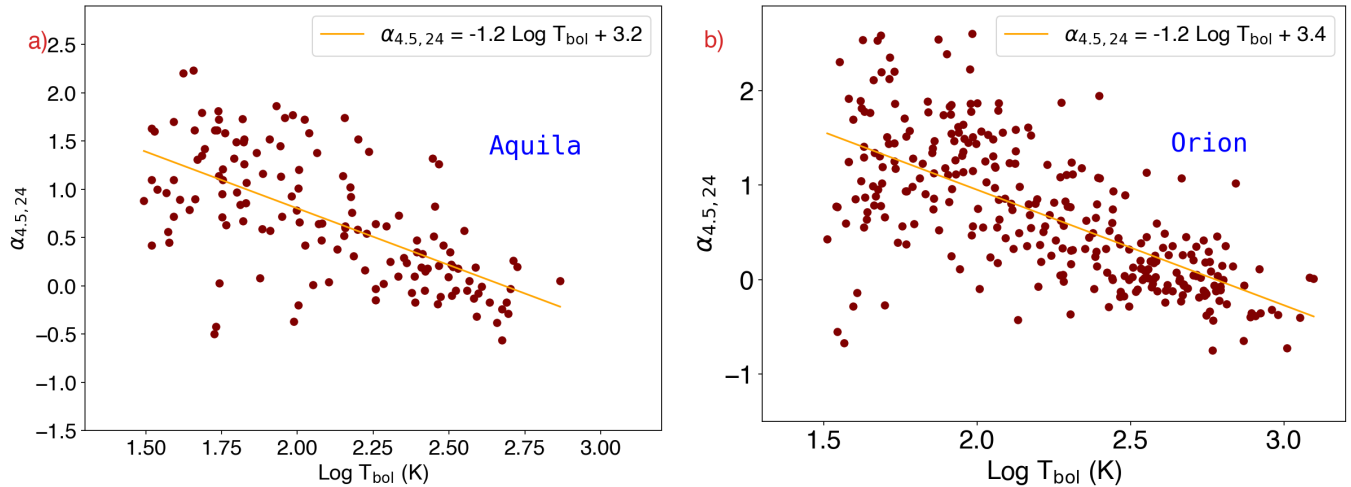 a)
α4.5,24 = -1.2 Log Tbol + 3.2
Aquila
2.5
2.0
1.5
1.0
0.5
0.0
−0.5
−1.0
−1.5
α4.5,24
1.50 1.75 2.00 2.25 2.50 2.75 3.00
Log Tbol (K)
b)
α4.5,24 = -1.2 Log Tbol + 3.4
Orion
2
1
0
−1
α4.5,24
1.5 2.0 2.5 3.0
Log Tbol (K)